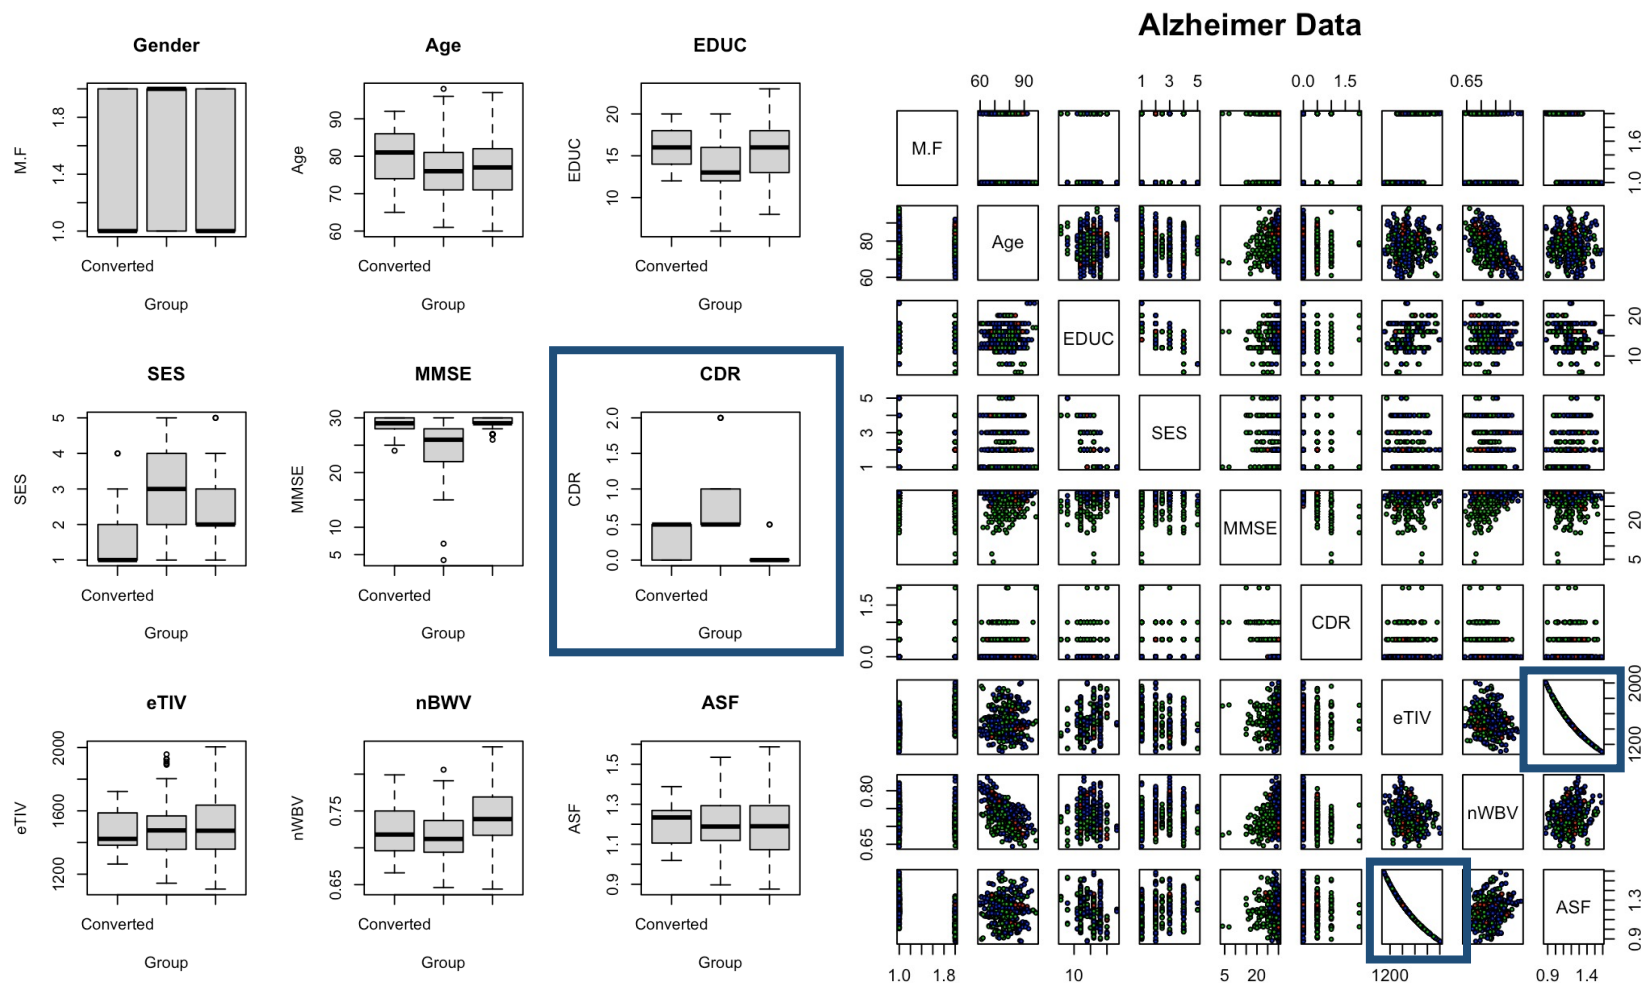 Alzheimer Data
Gender
M.F
1.0 1.4 1.8
Converted
Group
Age
Age
60 70 80 90
Converted
Group
EDUC
EDUC
10 15 20
Converted
Group
SES
SES
1 2 3 4 5
Converted
Group
MMSE
MMSE
5 10 20 30
Converted
Group
CDR
CDR
0.0 0.5 1.0 1.5 2.0
Converted
Group
eTIV
eTIV
1200 1600 2000
Converted
Group
nBWV
nWBV
0.65 0.75
Converted
Group
ASF
ASF
0.9 1.1 1.3 1.5
Converted
Group
60 90 1 3 5 0.0 1.5 0.65
M.F
1.0 1.6
60 80
Age
EDUC
10 20
1 3 5
SES
MMSE
5 20
0.0 1.5
CDR
eTIV
1200 2000
0.65 0.80
nWBV
ASF
0.9 1.3
1.0 1.8 10 5 20 1200 0.9 1.4